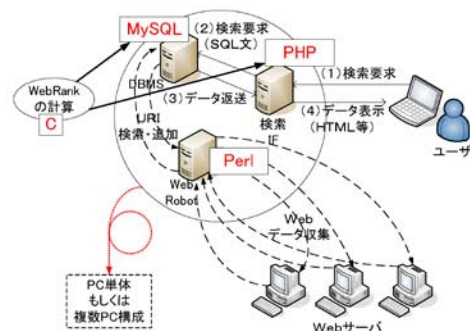 MySQL
(2)検索要求
(SQL文)
PHP
(1)検索要求
WebRank
の計算
C
DBMS
(3)データ返送
URI
検索・追加
検索
IF
(4)データ表示
(HTML等)
ユーザ
Perl
Web
Robot
Web
データ収集
PC単体
もしくは
複数PC構成
Webサーバ